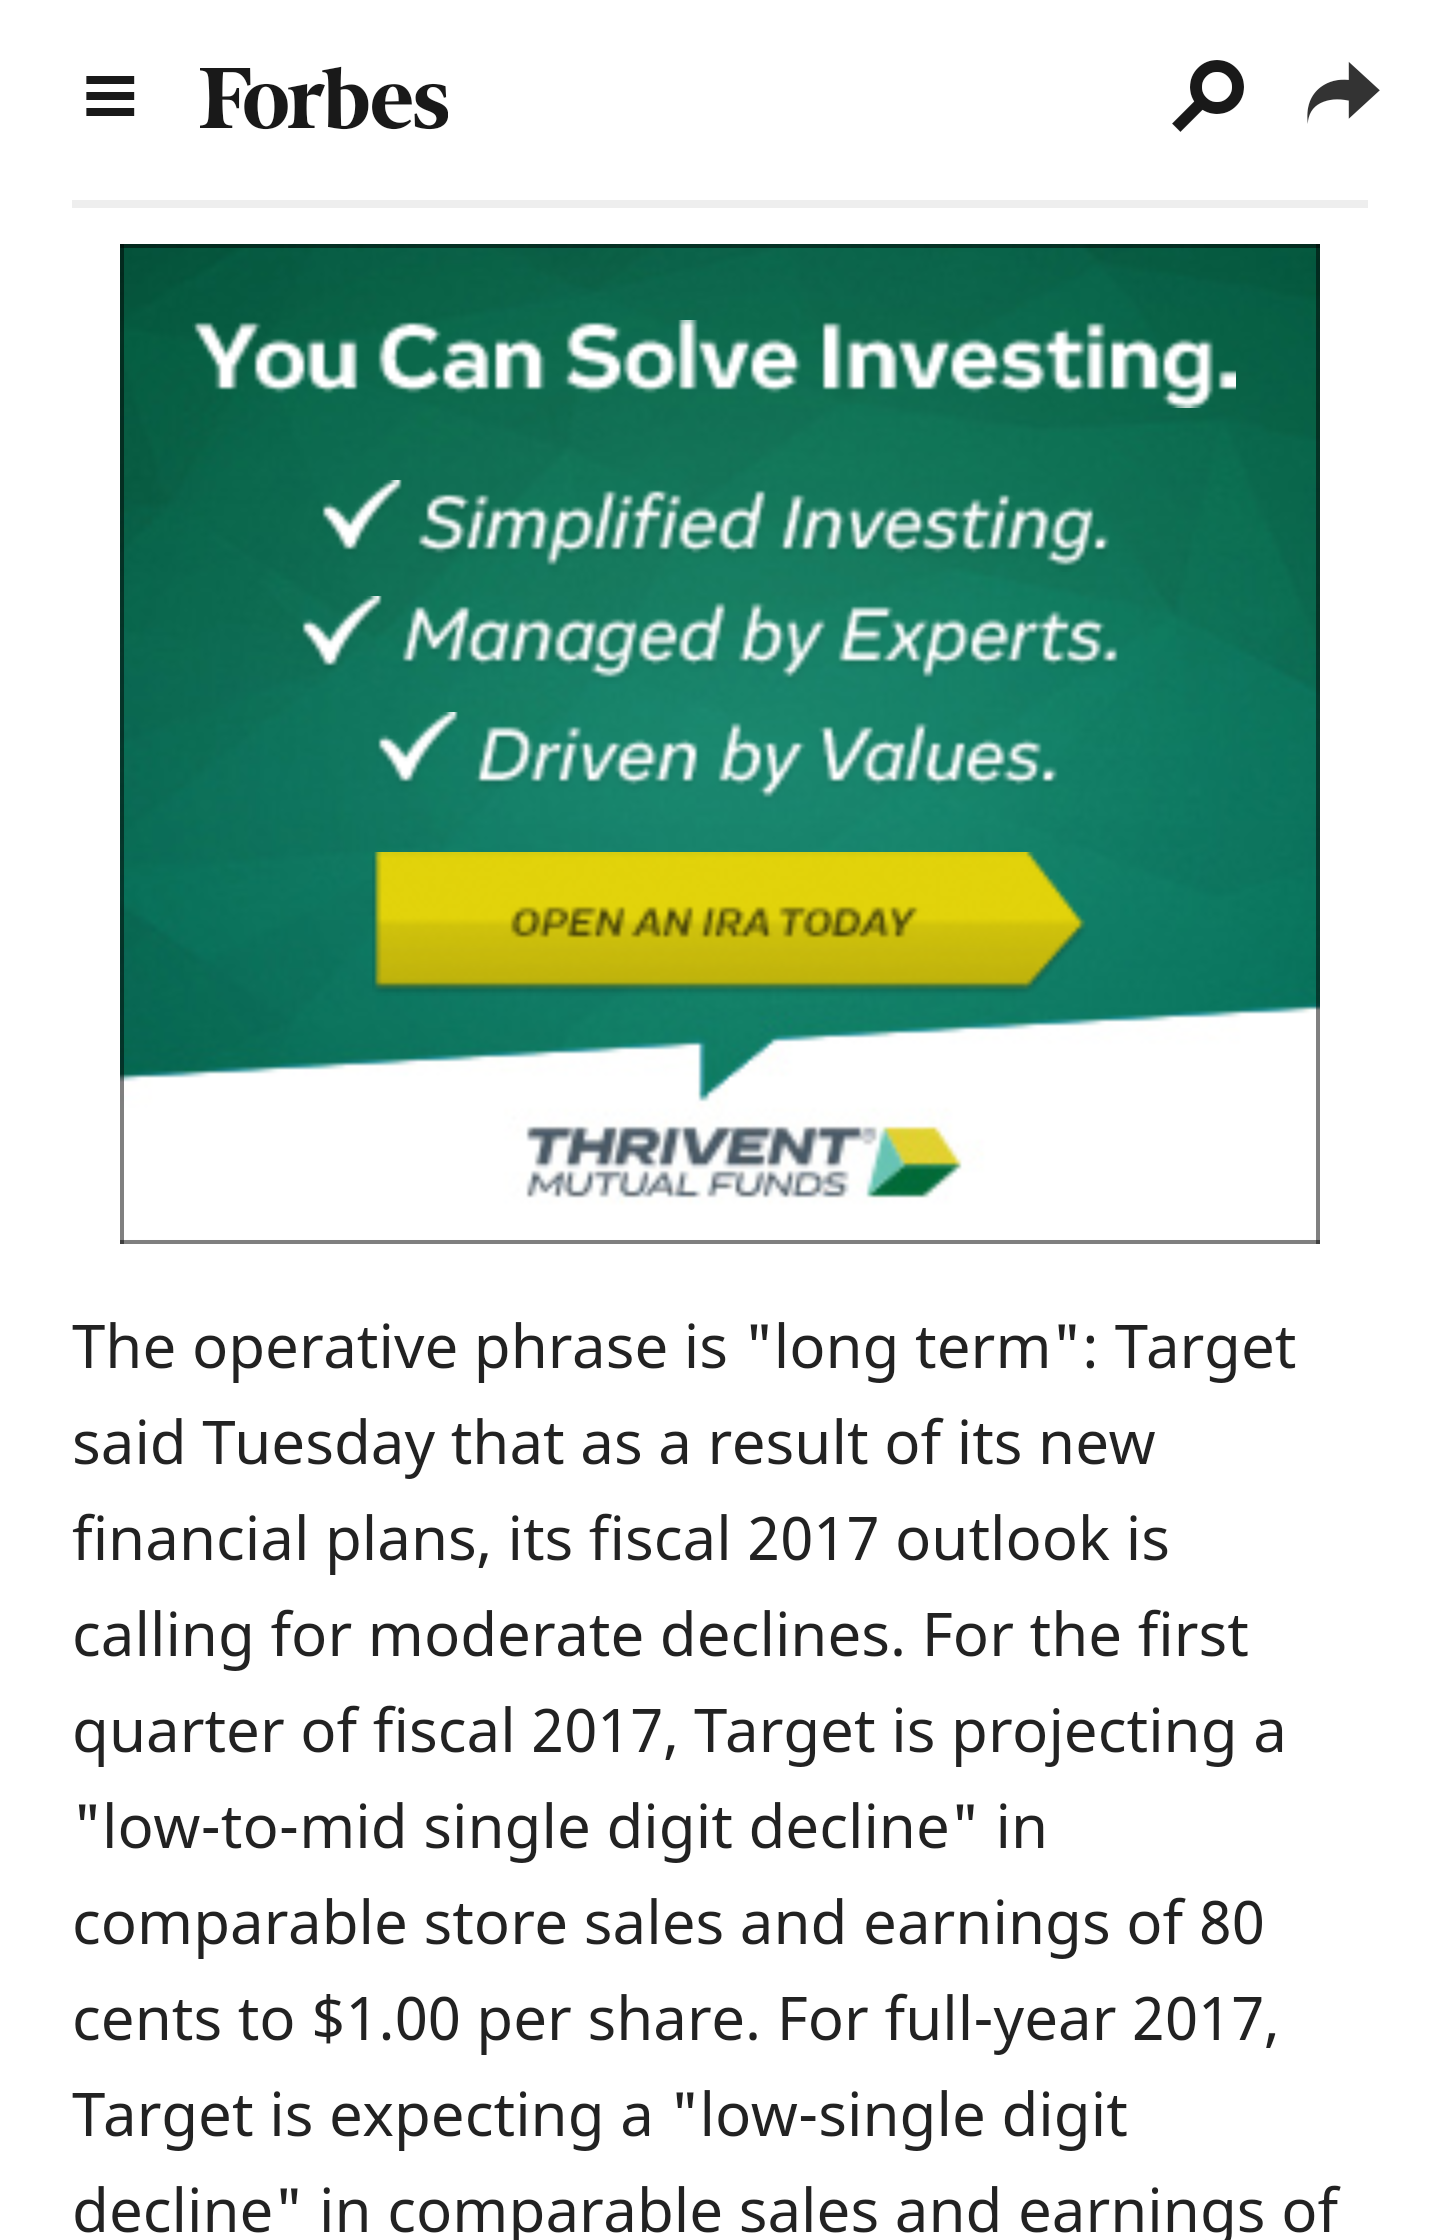 Forbes
You Can Solve Investing.
Simplified Investing.
Managed by Experts.
Driven by Values.
OPEN AN IRA TODAY
THRIVENT®
MUTUAL FUNDS
The operative phrase is "long term": Target
said Tuesday that as a result of its new
financial plans, its fiscal 2017 outlook is
calling for moderate declines. For the first
quarter of fiscal 2017, Target is projecting a
"low-to-mid single digit decline" in
comparable store sales and earnings of 80
cents to $1.00 per share. For full-year 2017,
Target is expecting a "low-single digit
decline" in comparable sales and earnings of